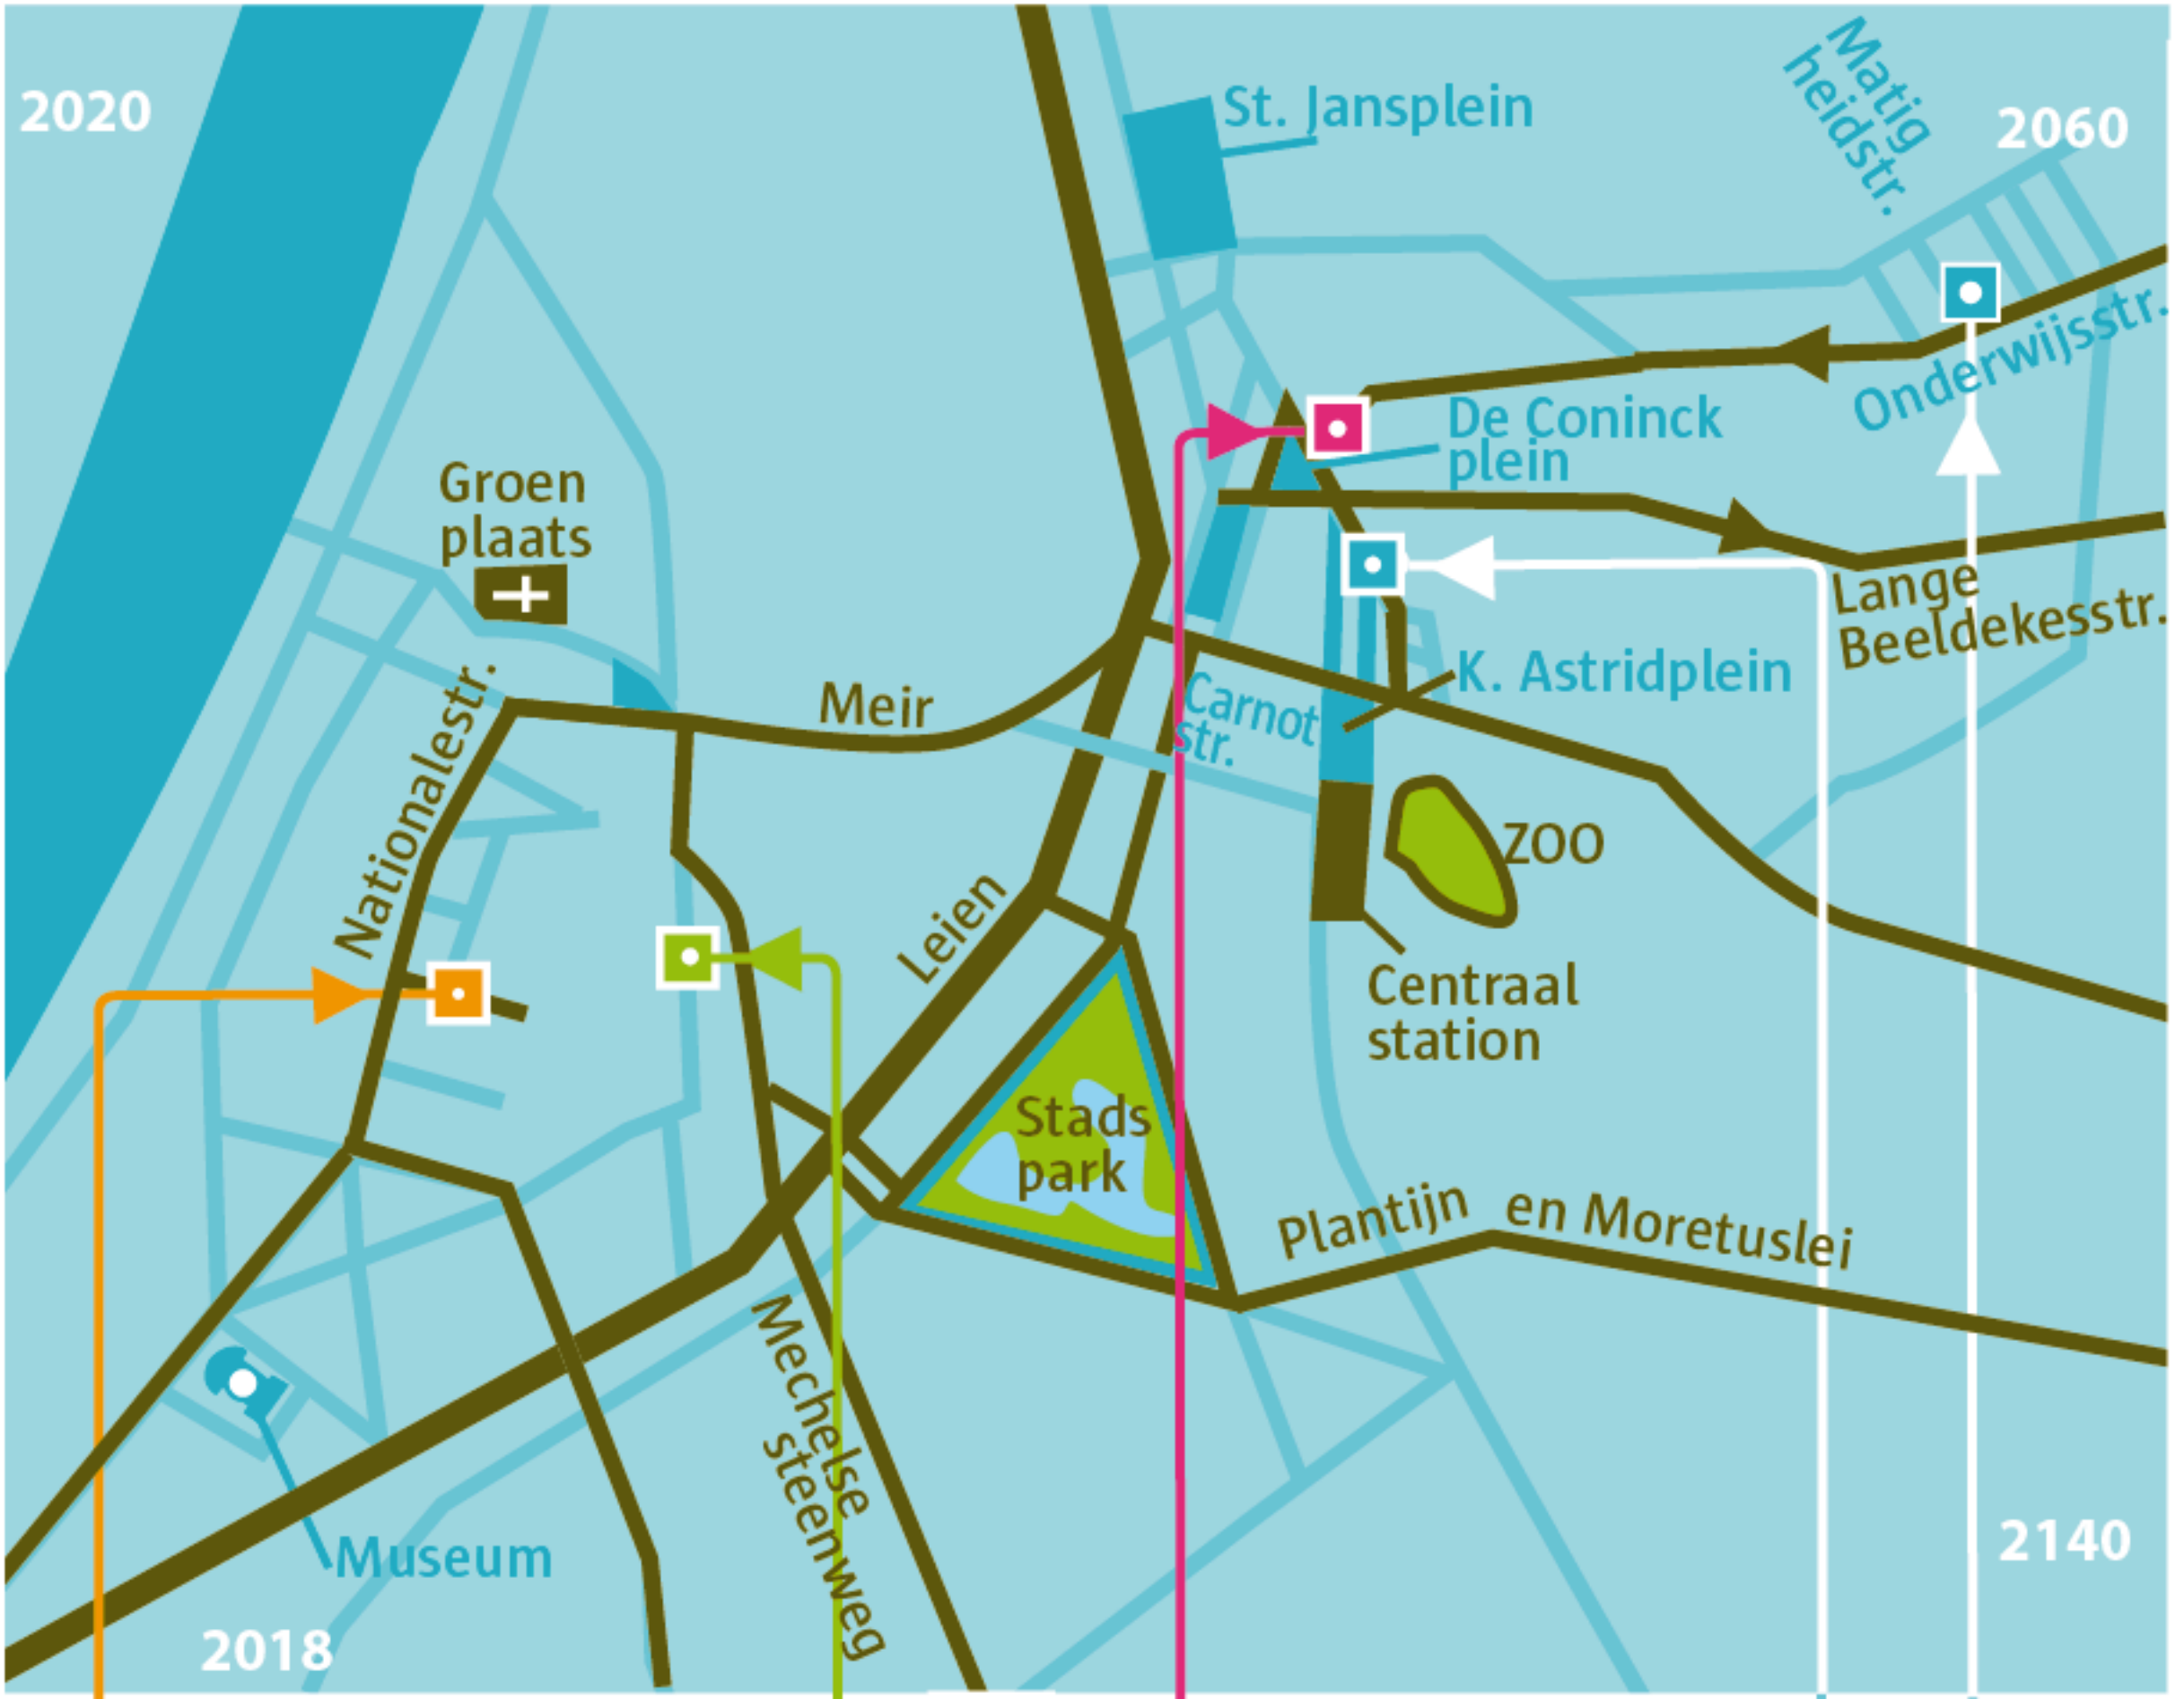 2020
St. Jansplein
Matig
heidstr.
2060
Onderwijsstr.
De Coninck
plein
Groen
plaats
Lange
Beeldekesstr.
K. Astridplein
Carnot
str.
Meir
Nationalestr.
ZOO
Leien
Centraal
station
Stads
park
Plantijn en Moretuslei
Mechelse
steenweg
Museum
2140
2018